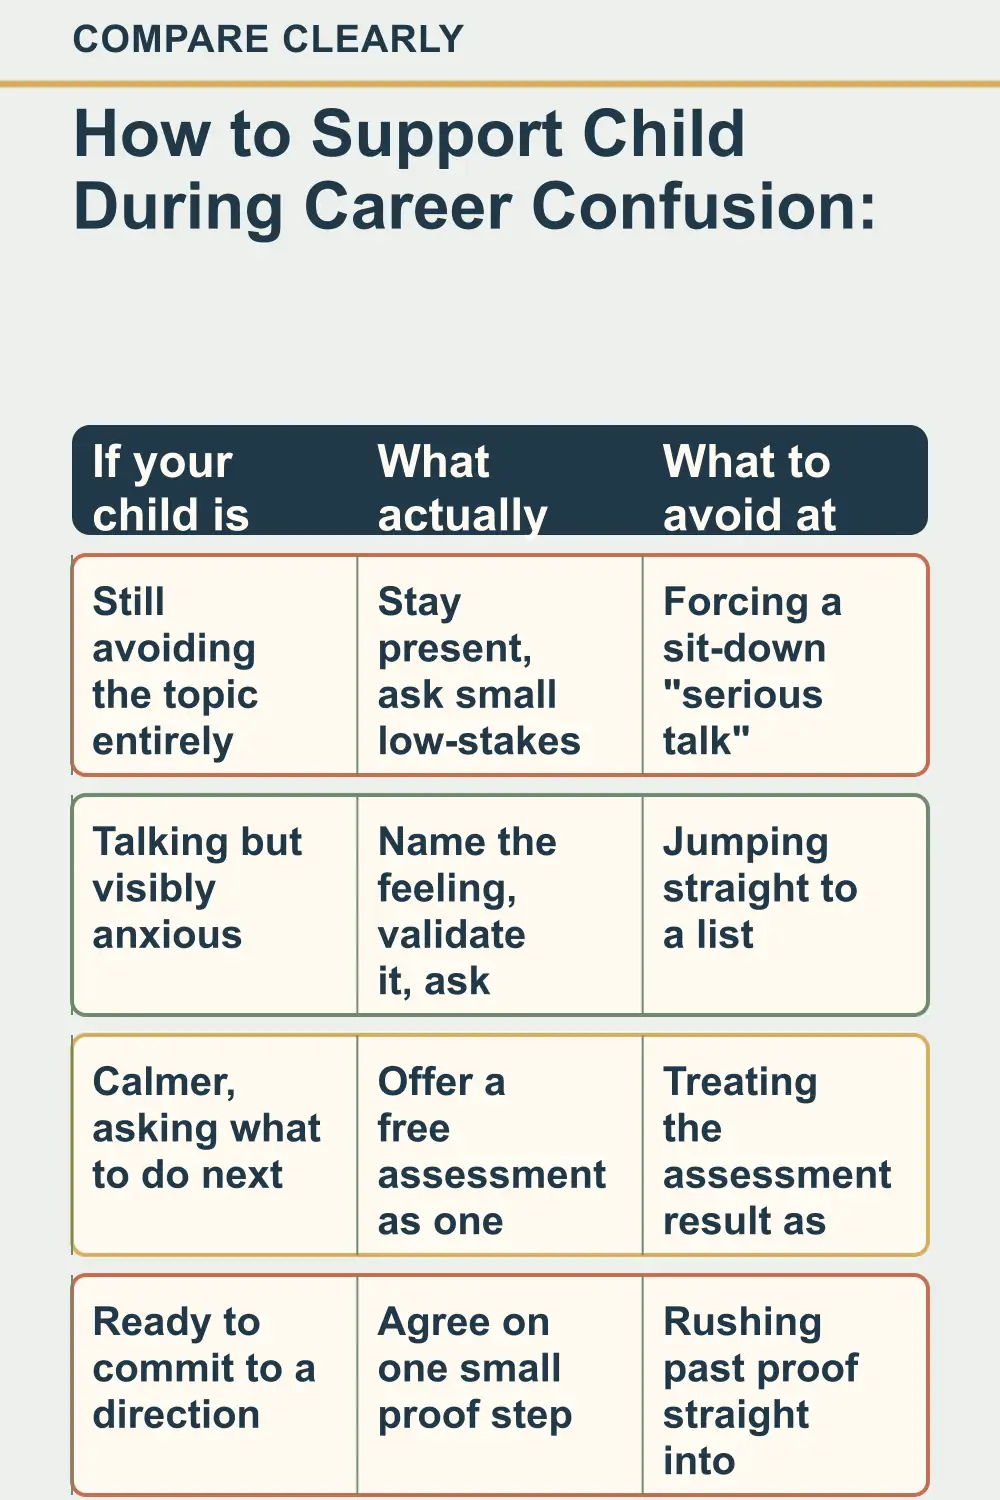 COMPARE CLEARLY
How to Support Child
During Career Confusion:
If your
child is
What
actually
What to
avoid at
Still
avoiding
the topic
entirely
Stay
present,
ask small
low-stakes
Forcing a
sit-down
"serious
talk"
Talking but
visibly
anxious
Name the
feeling,
validate
it, ask
Jumping
straight to
a list
Calmer,
asking what
to do next
Offer a
free
assessment
as one
Treating
the
assessment
result as
Ready to
commit to a
direction
Agree on
one small
proof step
Rushing
past proof
straight
into